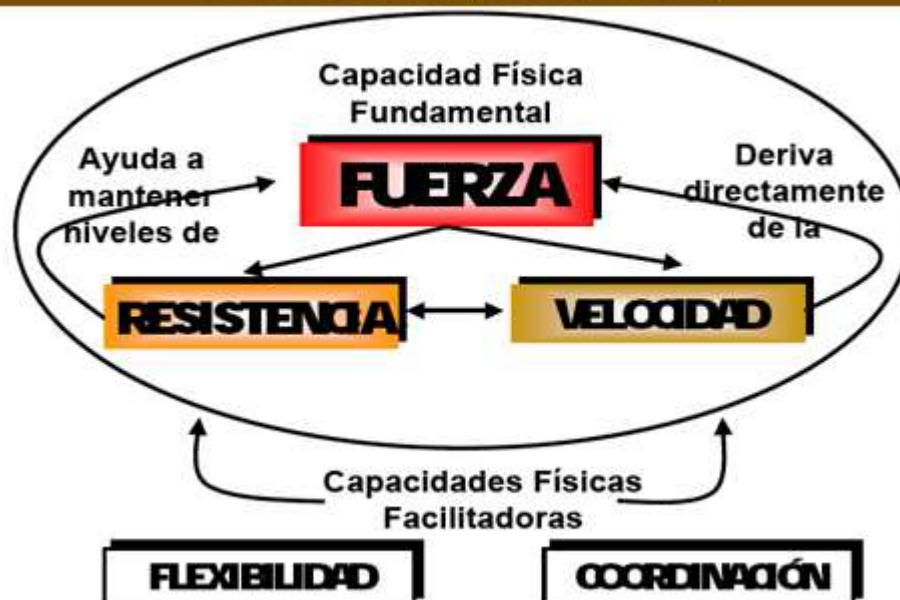 Capacidad Física
Fundamental
FUERZA
Ayuda a
mantener
niveles de
Deriva
directamente
de la
RESISTENCIA
VELOCIDAD
Capacidades Físicas
Facilitadoras
FLEXIBILIDAD
COORDINACIÓN